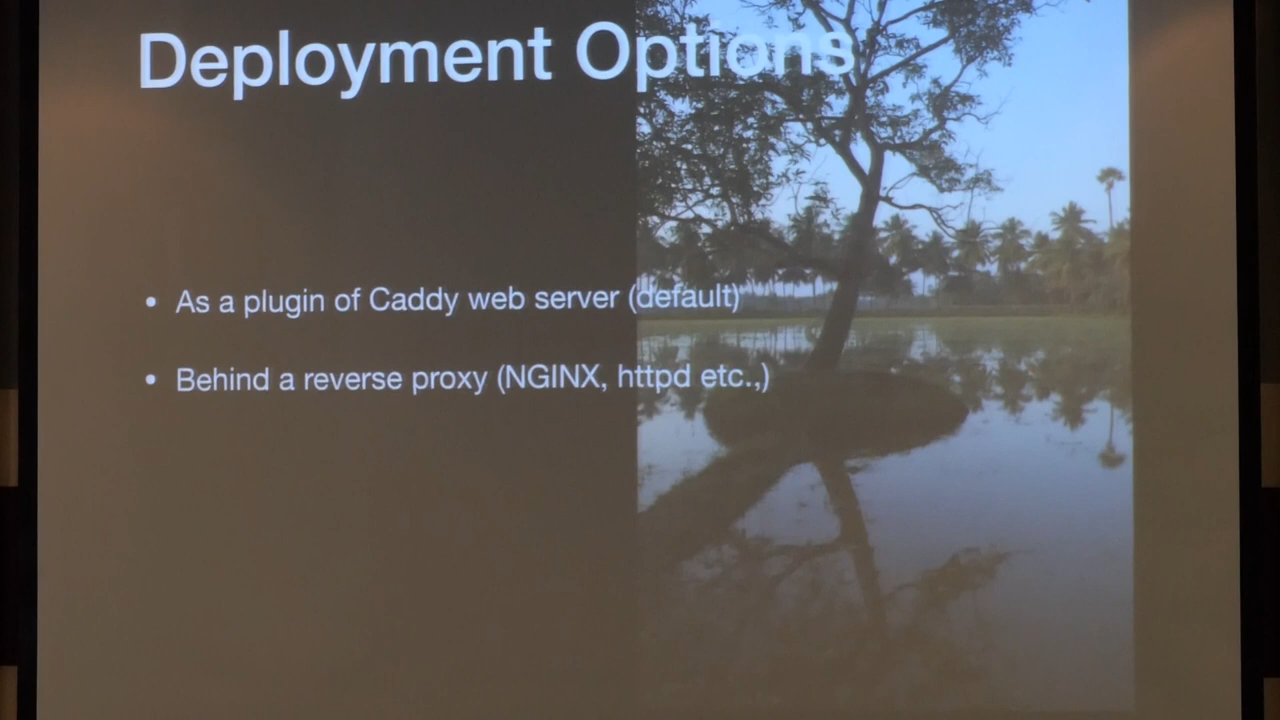 Deployment Options
• As a plugin of Caddy web server (default)
• Behind a reverse proxy (NGINX, httpd etc.,)